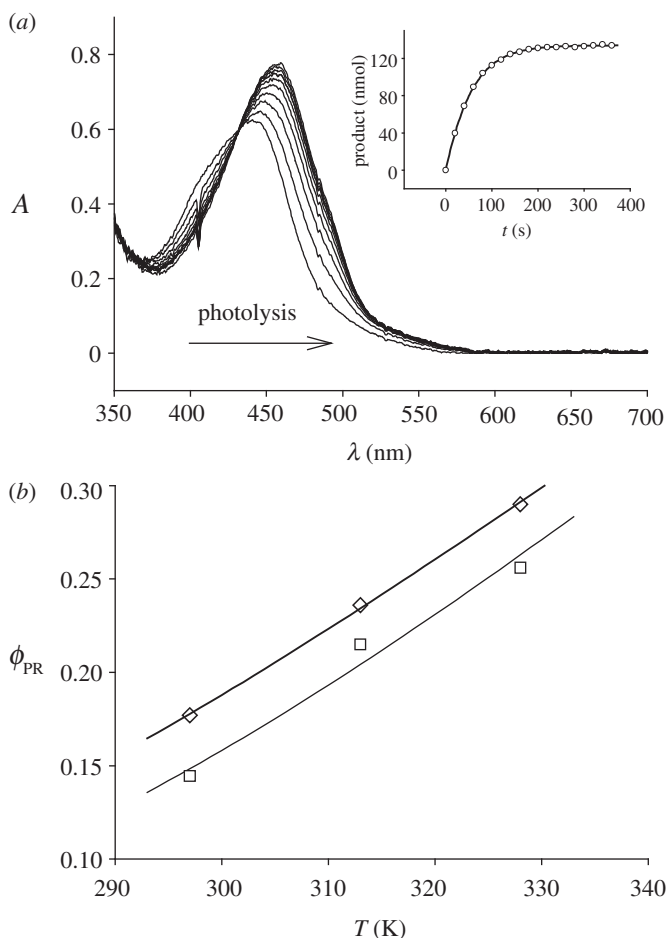 (a)
0.8
0.6
A
0.4
0.2
0
photolysis
350 400 450 500 550 600 650 700
λ (nm)
product (nmol)
120
80
40
0
0 100 200 300 400
t (s)
(b)
0.30
0.25
ϕPR
0.20
0.15
0.10
290 300 310 320 330 340
T (K)